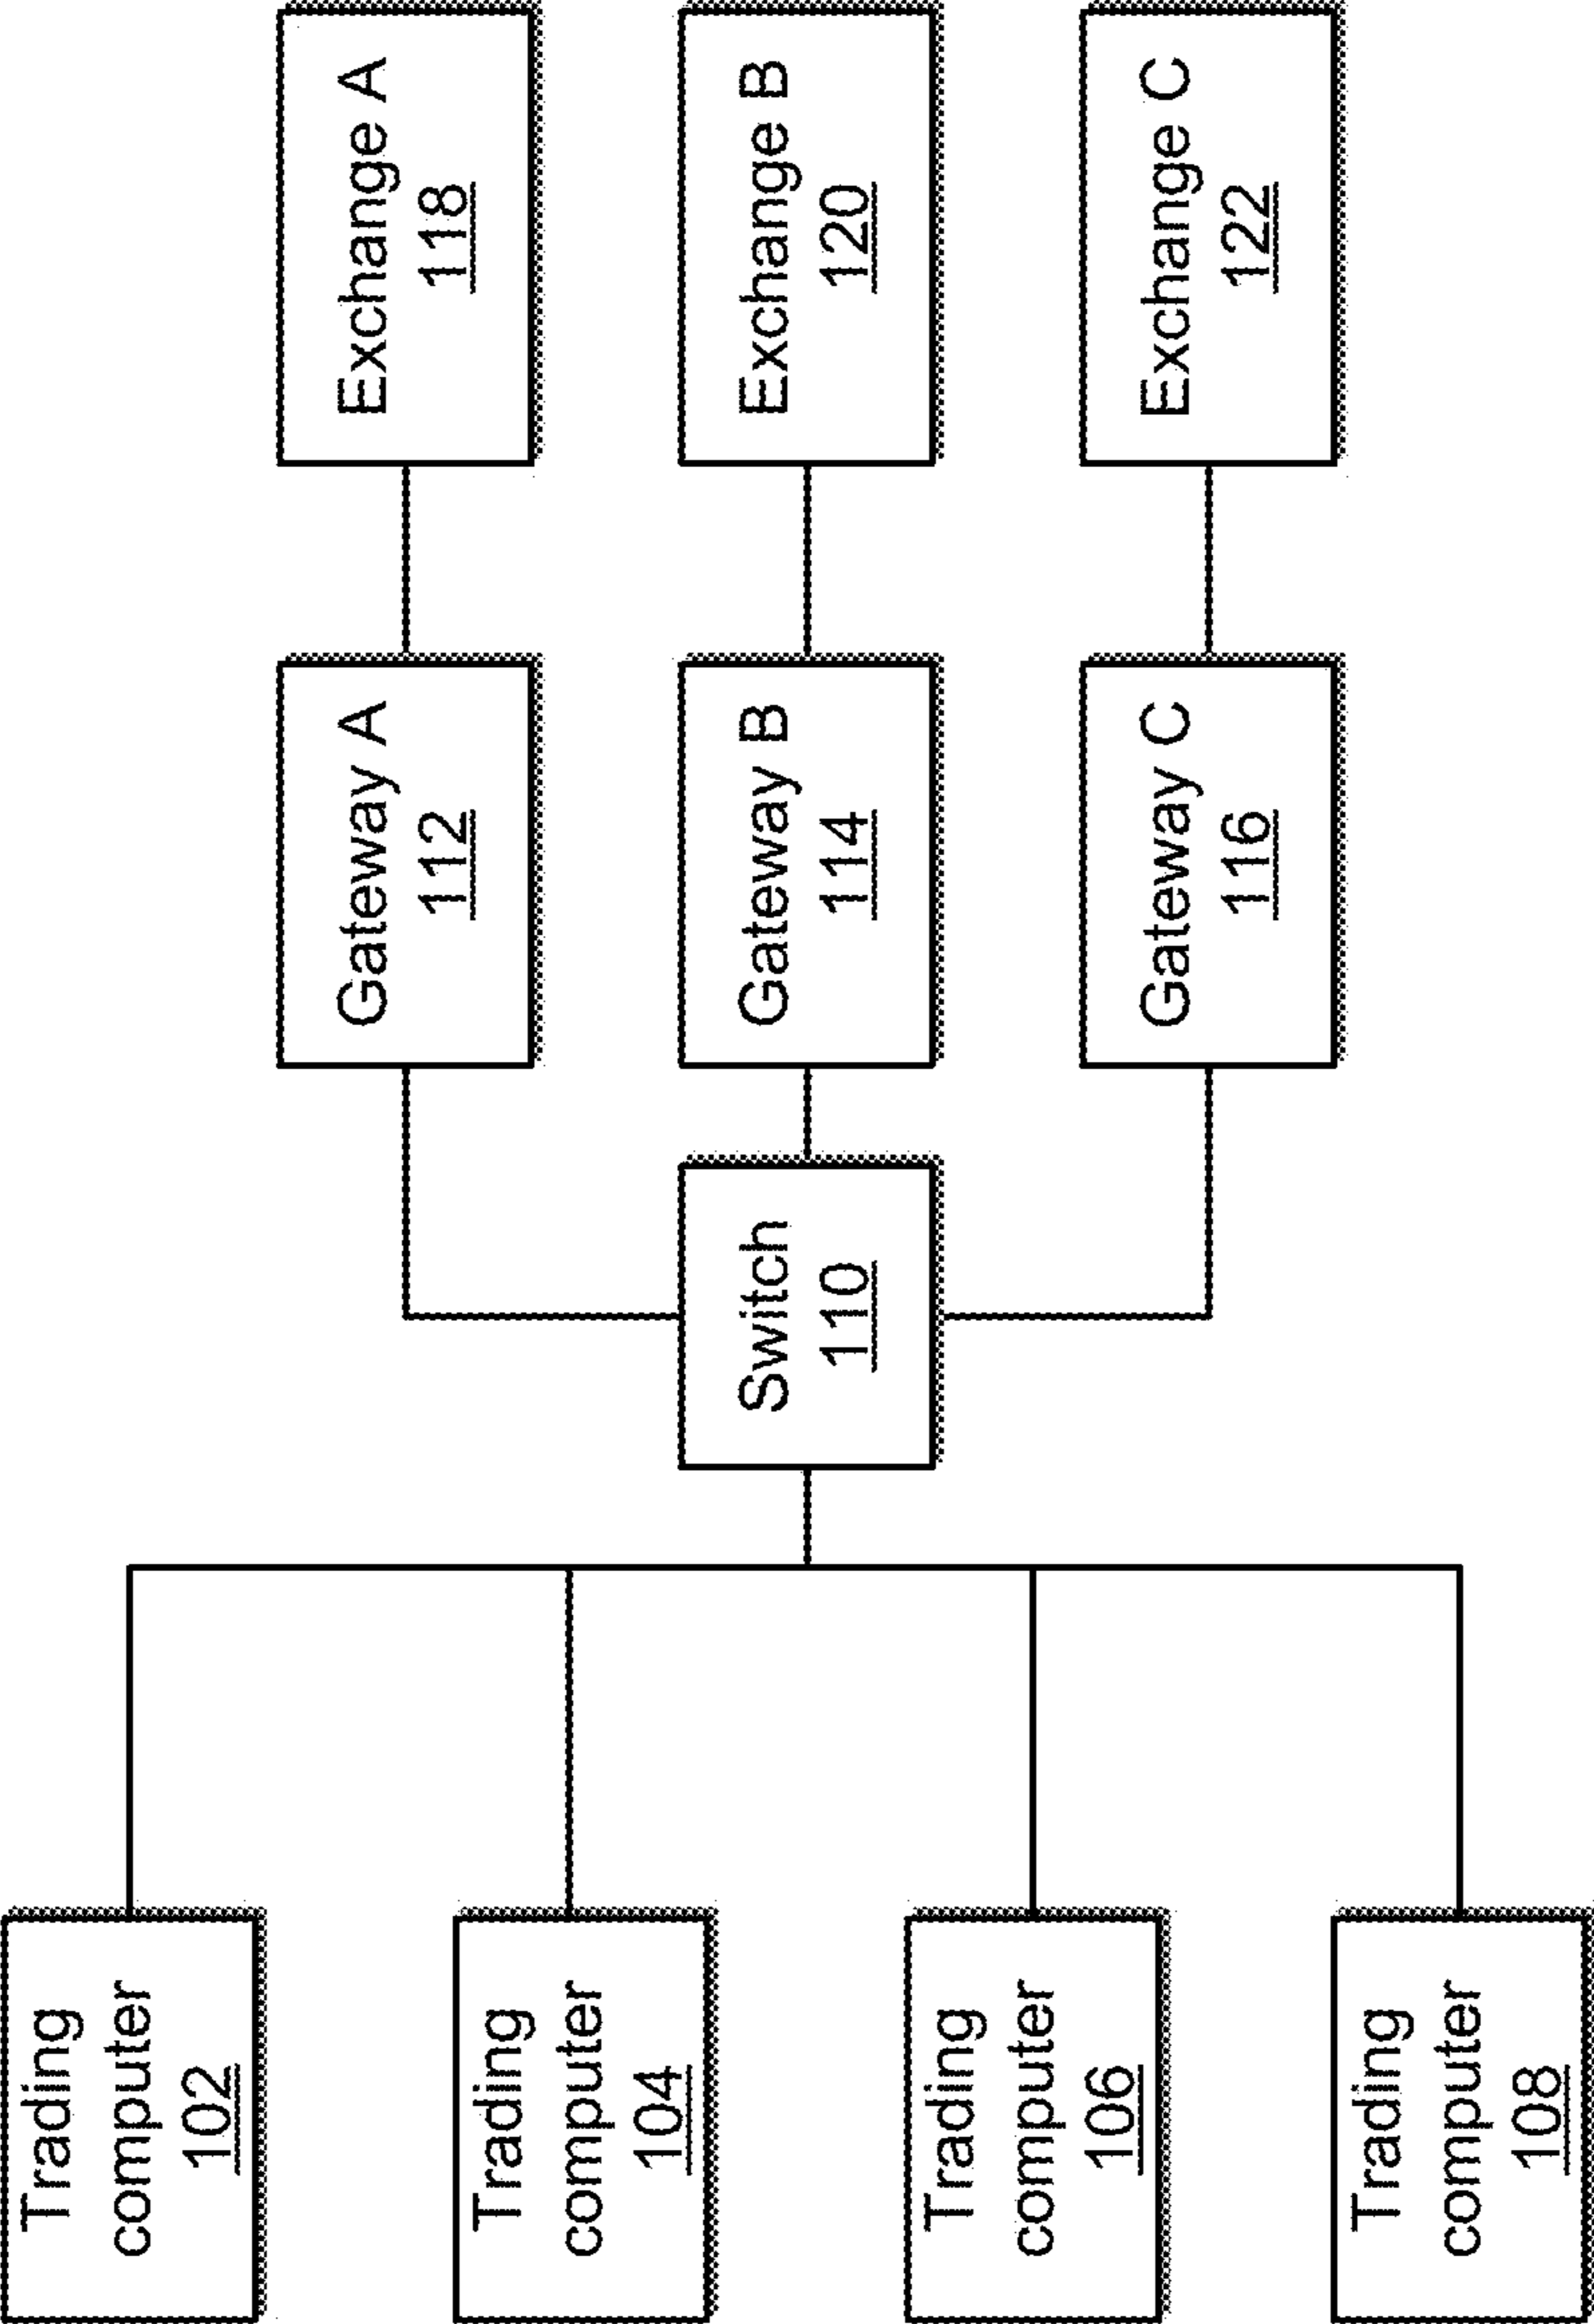 Trading
computer
102
Trading
computer
104
Trading
computer
106
Trading
computer
108
Switch
110
Gateway A
112
Gateway B
114
Gateway C
116
Exchange A
118
Exchange B
120
Exchange C
122